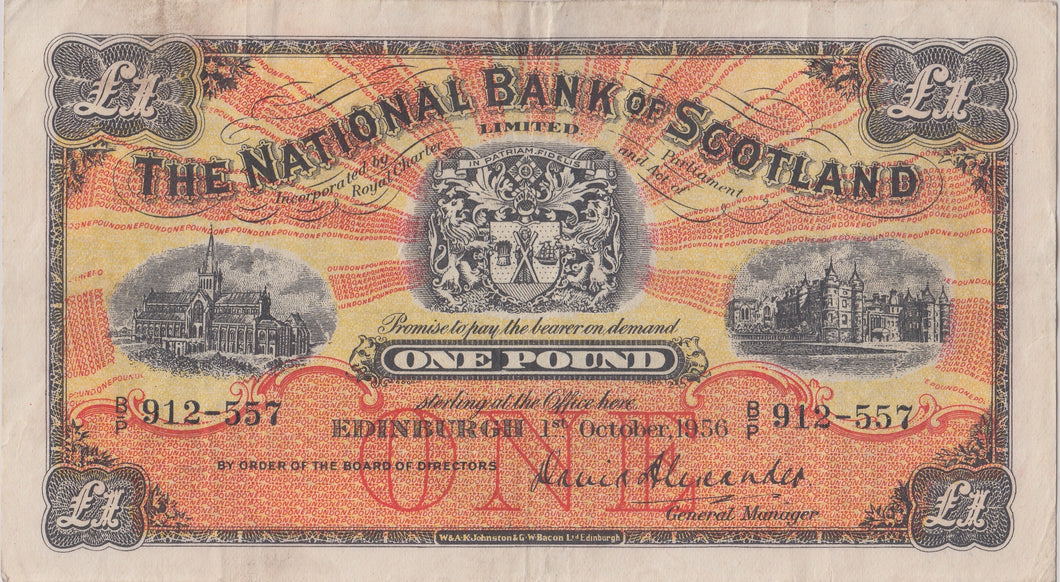 £1 £1
THE NATIONAL BANK OF SCOTLAND
LIMITED
Incorporated by Royal Charter and Act of Parliament
IN PATRIAM FIDELIS
Promise to pay the bearer on demand
ONE POUND
sterling at the Office here.
B/P 912-557 B/P 912-557
EDINBURGH 1st October, 1956
ONE
BY ORDER OF THE BOARD OF DIRECTORS David Alexander
General Manager
£1 £1
W. & A. K. Johnston & G. W. Bacon Ltd Edinburgh